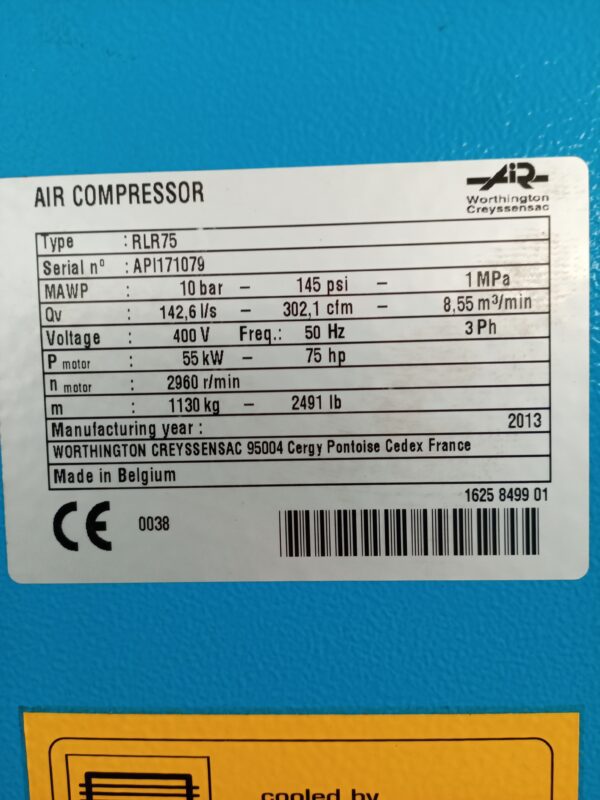 AIR COMPRESSOR
AIR
Worthington
Creyssensac
Type : RLR75
Serial nº : API171079
MAWP : 10 bar – 145 psi – 1 MPa
Qv : 142,6 l/s – 302,1 cfm – 8,55 m³/min
Voltage : 400 V Freq.: 50 Hz 3 Ph
P motor : 55 kW – 75 hp
n motor : 2960 r/min
m : 1130 kg – 2491 lb
Manufacturing year : 2013
WORTHINGTON CREYSSENSAC 95004 Cergy Pontoise Cedex France
Made in Belgium
1625 8499 01
CE 0038
cooled by